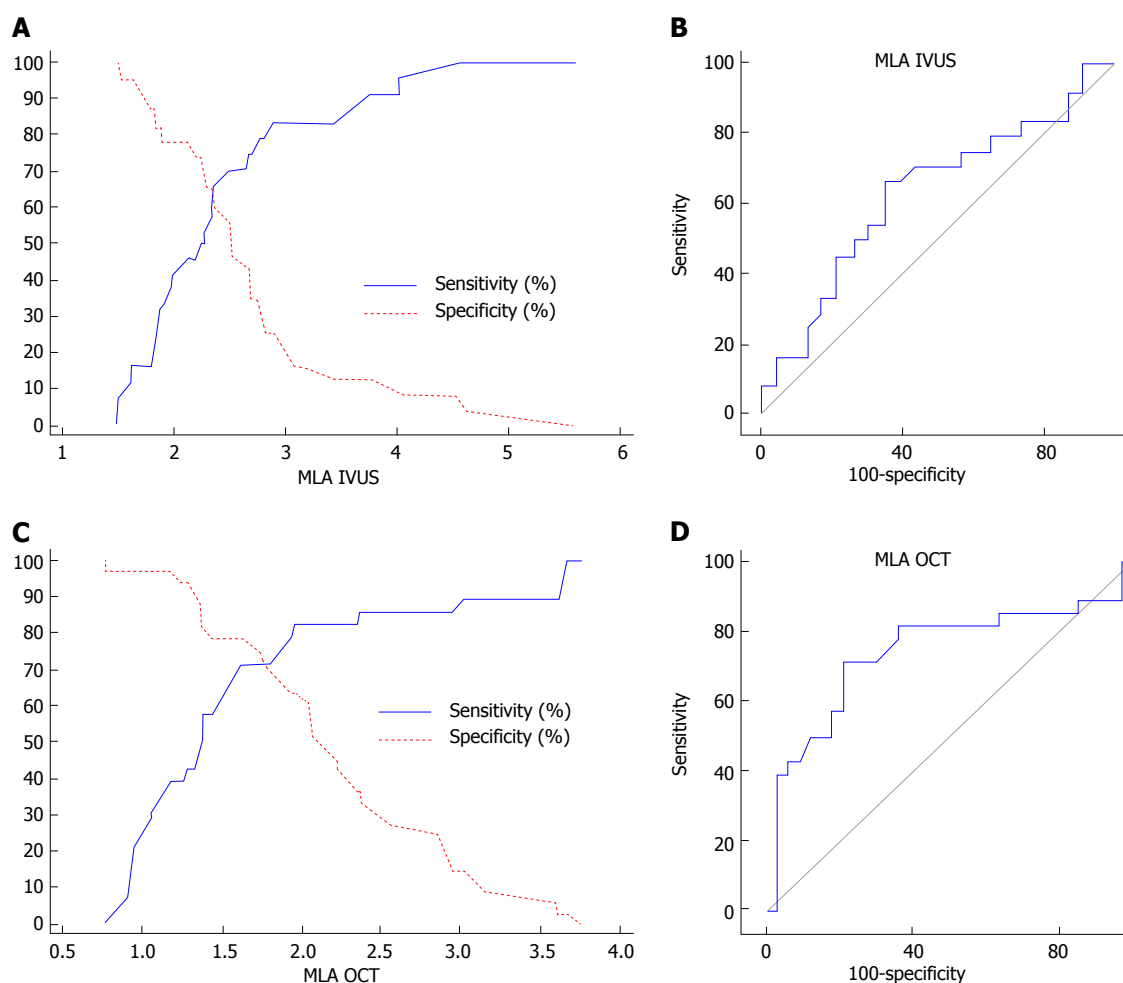 A
100
90
80
70
60
50
40
30
20
10
0
Sensitivity (%)
Specificity (%)
1 2 3 4 5 6
MLA IVUS
B
MLA IVUS
100
80
60
40
20
0
Sensitivity
0 40 80
100-specificity
C
100
90
80
70
60
50
40
30
20
10
0
Sensitivity (%)
Specificity (%)
0.5 1.0 1.5 2.0 2.5 3.0 3.5 4.0
MLA OCT
D
MLA OCT
100
80
60
40
20
0
Sensitivity
0 40 80
100-specificity